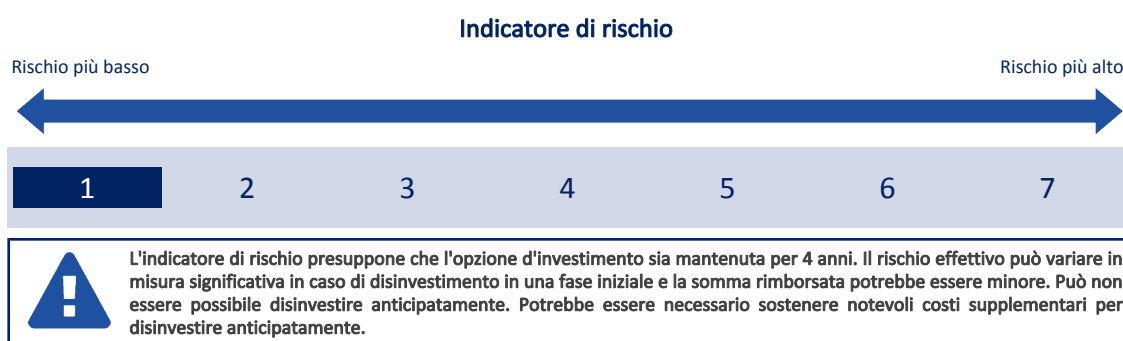 Indicatore di rischio
Rischio più basso
Rischio più alto
1 2 3 4 5 6 7
L'indicatore di rischio presuppone che l'opzione d'investimento sia mantenuta per 4 anni. Il rischio effettivo può variare in
misura significativa in caso di disinvestimento in una fase iniziale e la somma rimborsata potrebbe essere minore. Può non
essere possibile disinvestire anticipatamente. Potrebbe essere necessario sostenere notevoli costi supplementari per
disinvestire anticipatamente.